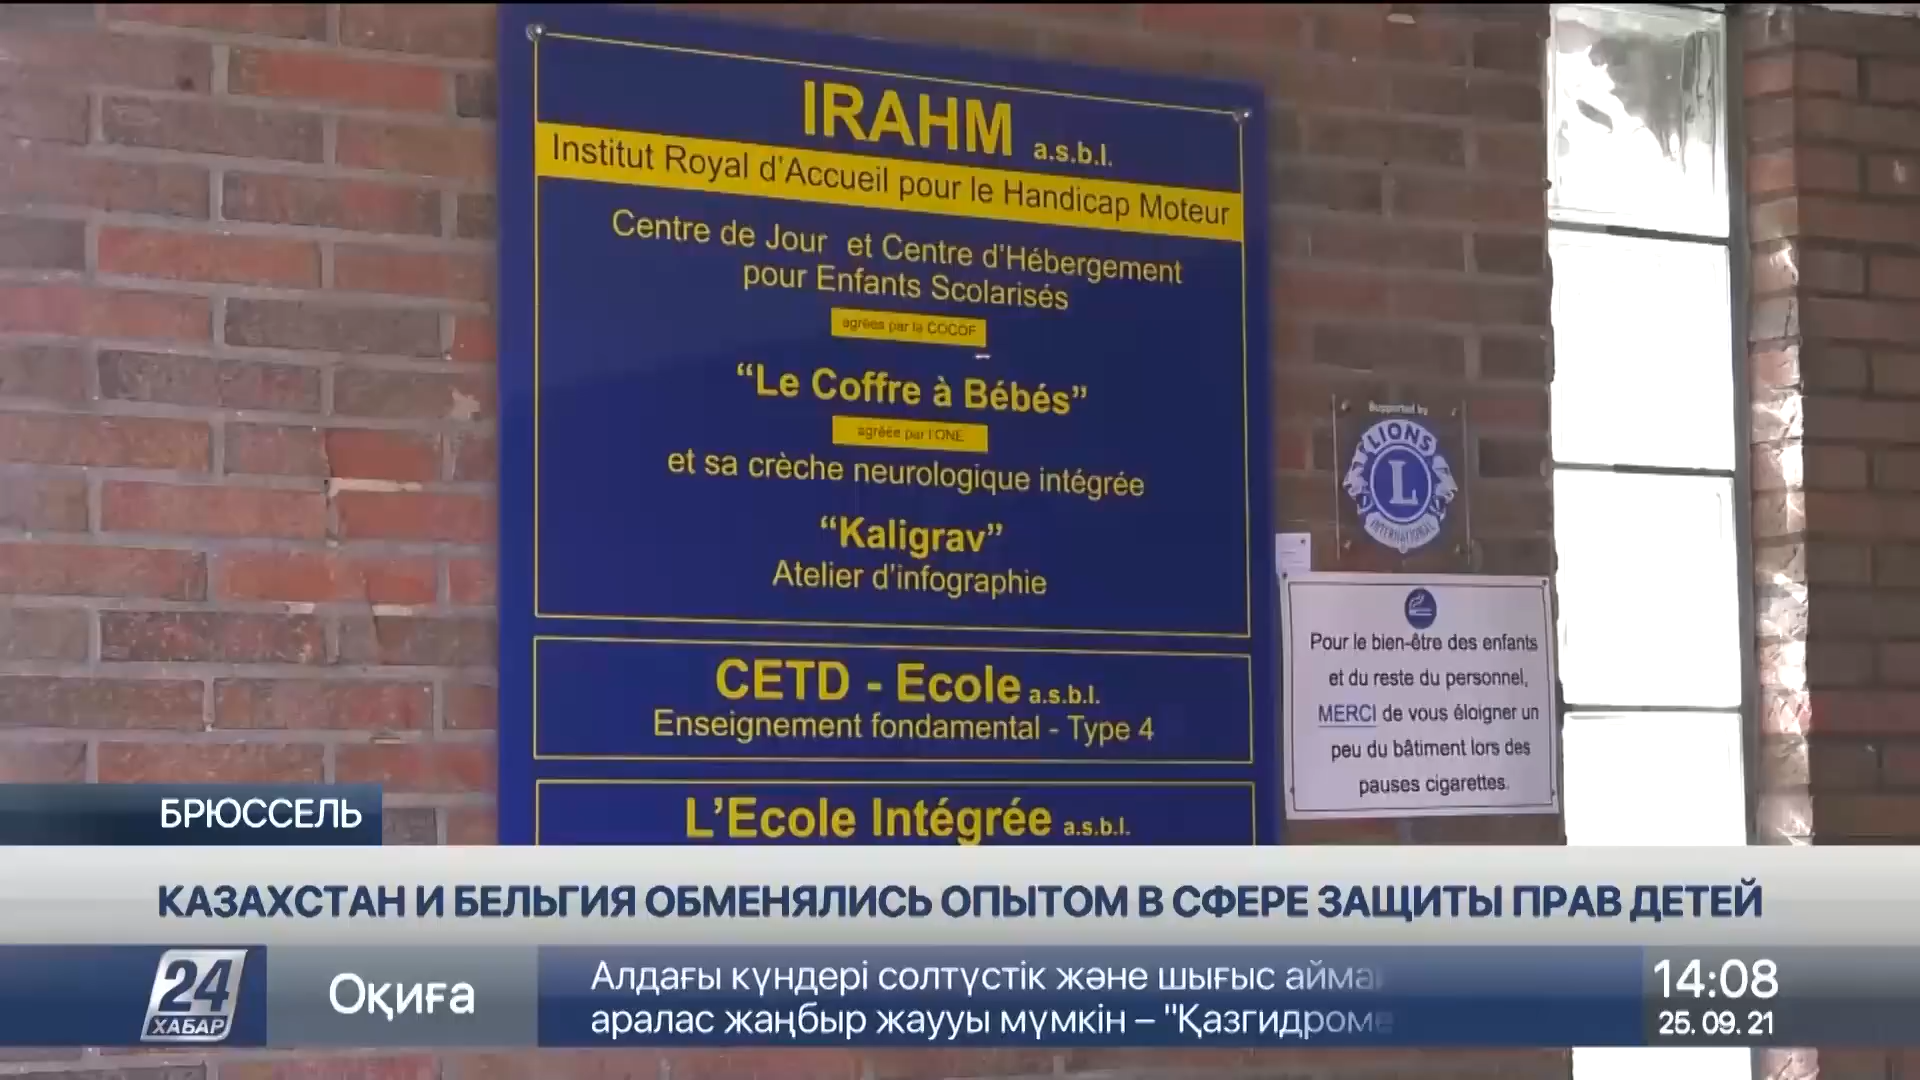 IRAHM a.s.b.l.
Institut Royal d'Accueil pour le Handicap Moteur
Centre de Jour et Centre d'Hébergement
pour Enfants Scolarisés
agréés par la COCOF
“Le Coffre à Bébés”
agréée par l'ONE
et sa crèche neurologique intégrée
“Kaligrav”
Atelier d'infographie
CETD - Ecole a.s.b.l.
Enseignement fondamental - Type 4
L'Ecole Intégrée a.s.b.l.
Supported by
LIONS
L
INTERNATIONAL
Pour le bien-être des enfants
et du reste du personnel,
MERCI de vous éloigner un
peu du bâtiment lors des
pauses cigarettes.
БРЮССЕЛЬ
КАЗАХСТАН И БЕЛЬГИЯ ОБМЕНЯЛИСЬ ОПЫТОМ В СФЕРЕ ЗАЩИТЫ ПРАВ ДЕТЕЙ
24
ХАБАР
Оқиға
Алдағы күндері солтүстік және шығыс айма
аралас жаңбыр жаууы мүмкін – "Қазгидроме
14:08
25.09.21